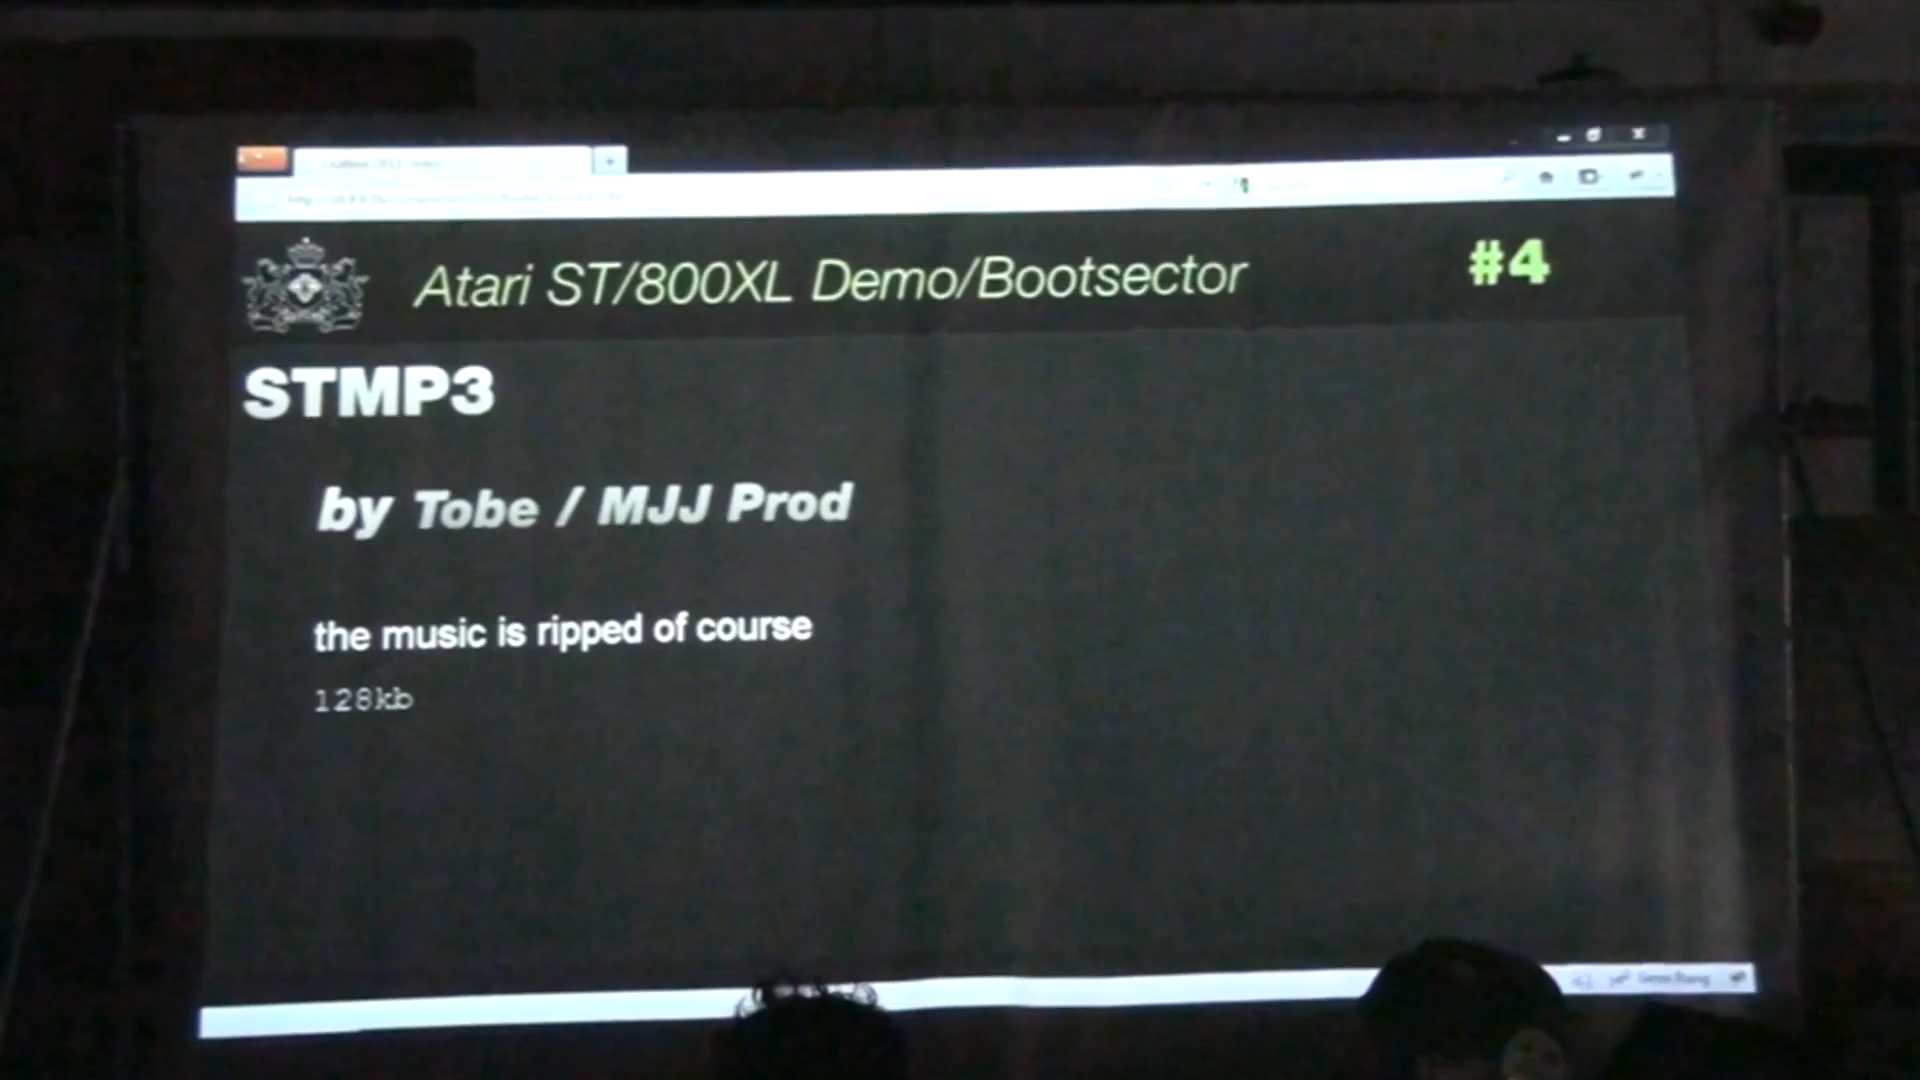 Atari ST/800XL Demo/Bootsector
#4
STMP3
by Tobe / MJJ Prod
the music is ripped of course
128kb